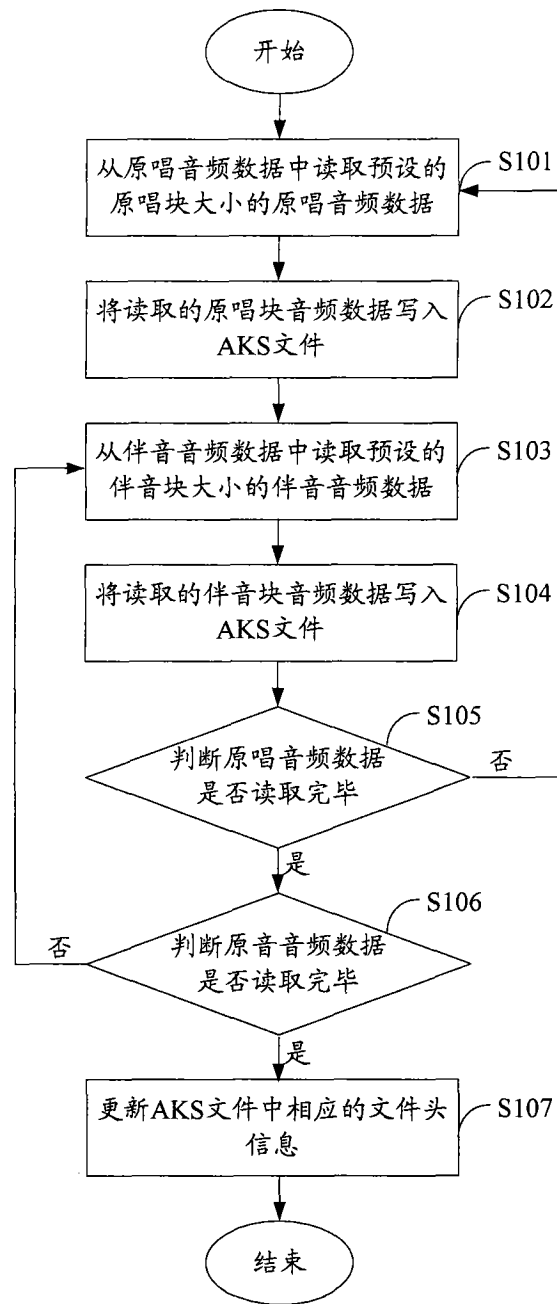 开始
从原唱音频数据中读取预设的
原唱块大小的原唱音频数据
S101
将读取的原唱块音频数据写入
AKS文件
S102
从伴音音频数据中读取预设的
伴音块大小的伴音音频数据
S103
将读取的伴音块音频数据写入
AKS文件
S104
判断原唱音频数据
是否读取完毕
S105
否
是
判断原音音频数据
是否读取完毕
S106
否
是
更新AKS文件中相应的文件头
信息
S107
结束